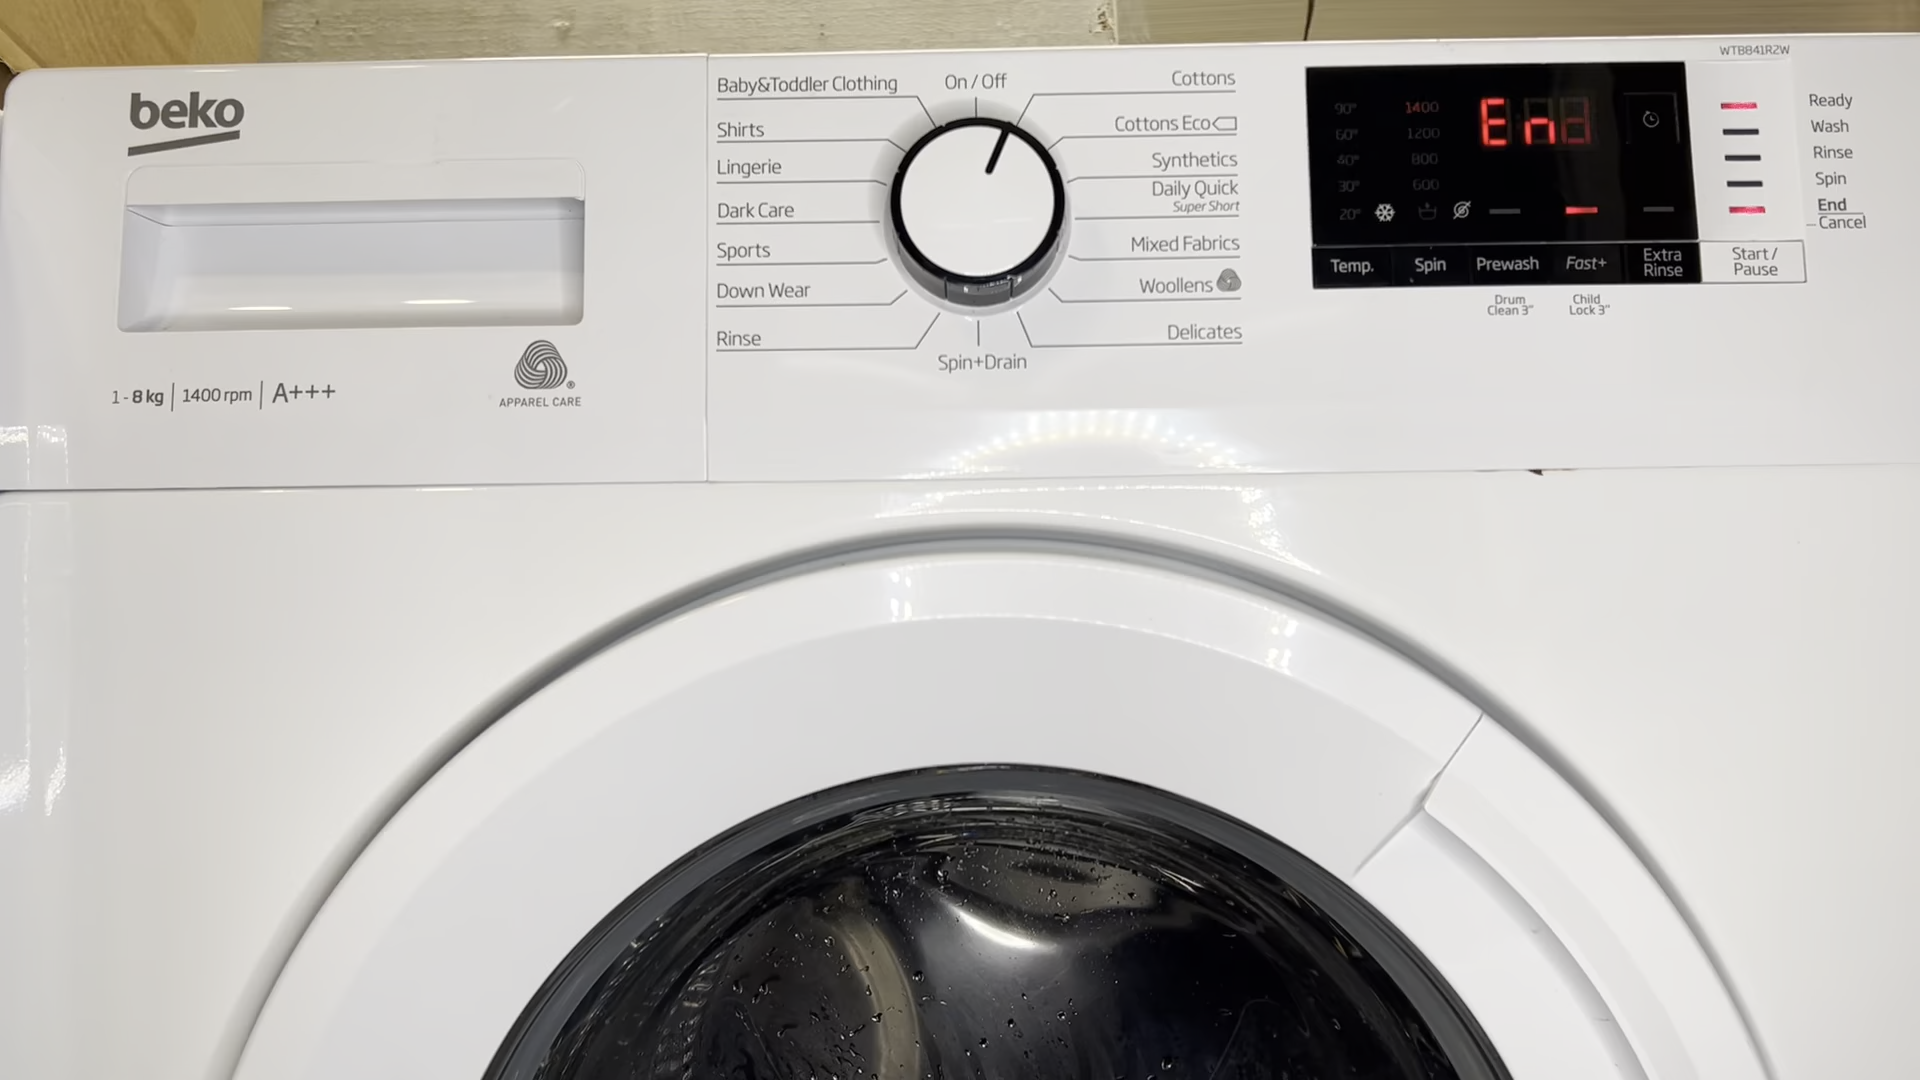 WTB841R2W
beko
1 - 8 kg | 1400 rpm | A+++
APPAREL CARE
On / Off
Baby&Toddler Clothing
Shirts
Lingerie
Dark Care
Sports
Down Wear
Rinse
Spin+Drain
Cottons
Cottons Eco
Synthetics
Daily Quick
Super Short
Mixed Fabrics
Woollens
Delicates
90° 1400
60° 1200
40° 800
30° 600
20°
End
Temp. Spin Prewash Fast+ Extra Rinse
Drum Clean 3"
Child Lock 3"
Ready
Wash
Rinse
Spin
End
Cancel
Start /
Pause